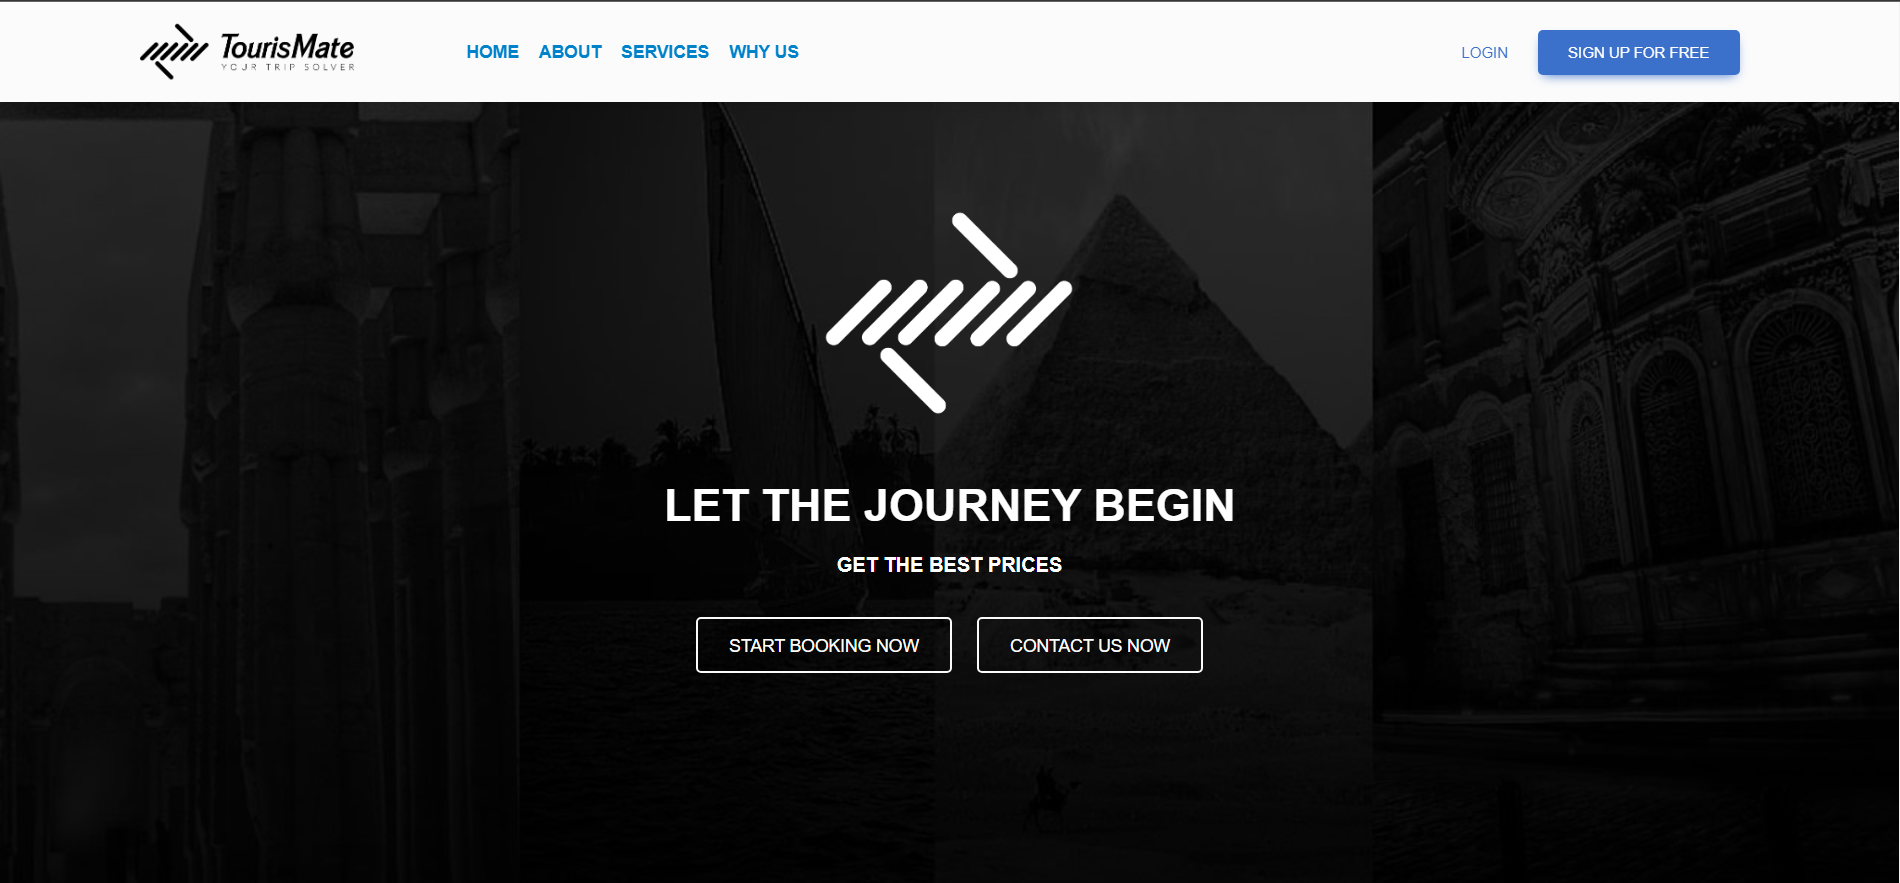 TourisMate
YOUR TRIP SOLVER
HOME ABOUT SERVICES WHY US
LOGIN SIGN UP FOR FREE
LET THE JOURNEY BEGIN
GET THE BEST PRICES
START BOOKING NOW CONTACT US NOW